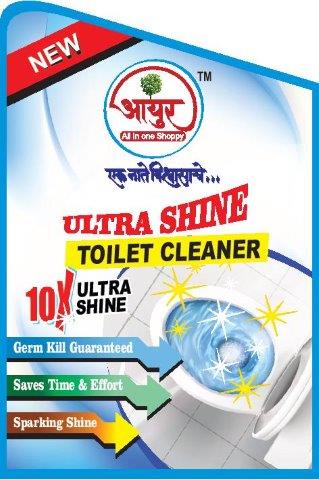 NEW
TM
आयुर
All in one Shoppy
एक नाते विश्वासाचे...
ULTRA SHINE
TOILET CLEANER
10X ULTRA
SHINE
Germ Kill Guaranteed
Saves Time & Effort
Sparking Shine